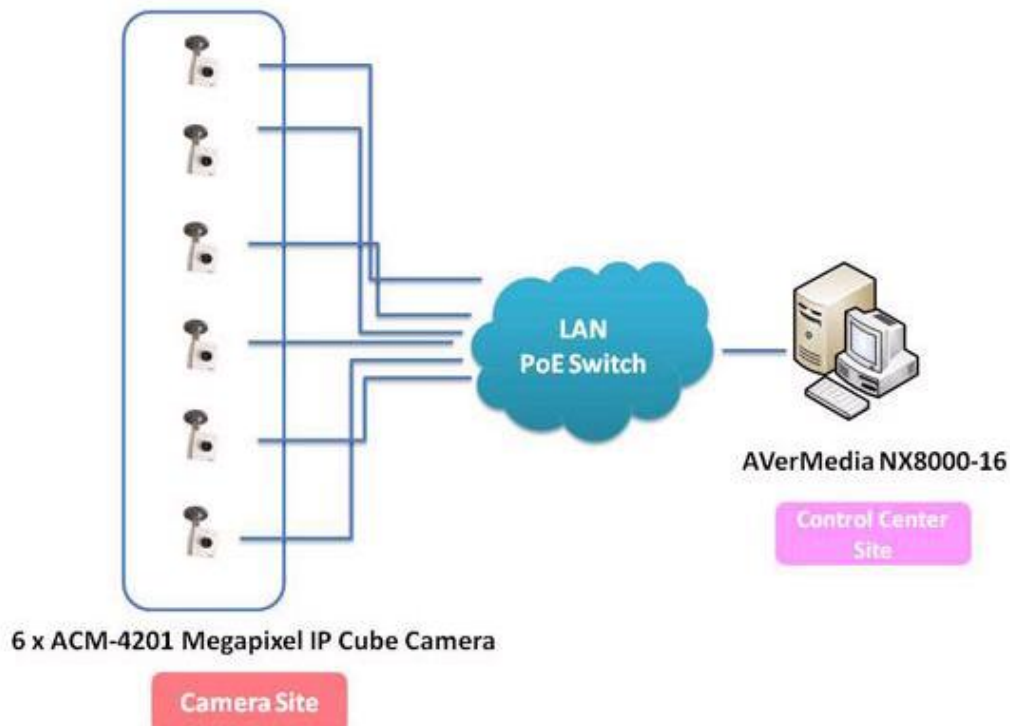 LAN
PoE Switch
AVerMedia NX8000-16
Control Center
Site
6 x ACM-4201 Megapixel IP Cube Camera
Camera Site